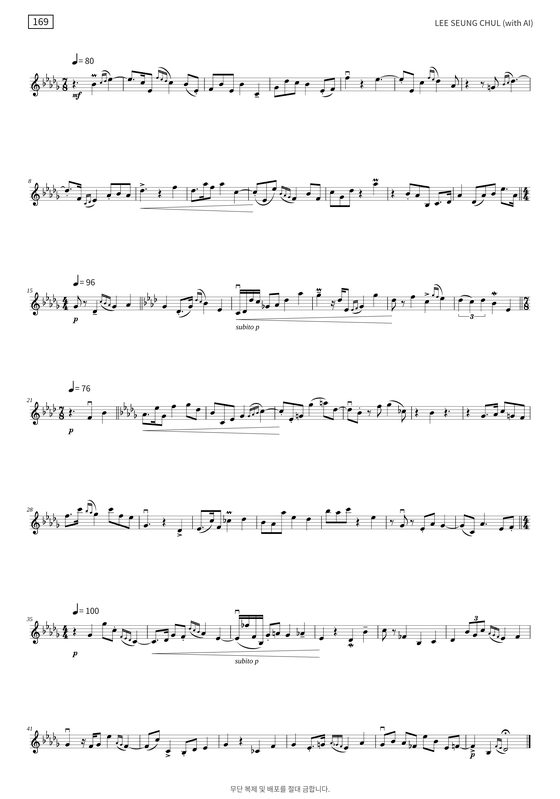 169
LEE SEUNG CHUL (with AI)
= 80
mf
8
15
= 96
p
subito p
3
21
= 76
p
28
35
= 100
p
subito p
3
41
p
무단 복제 및 배포를 절대 금합니다.